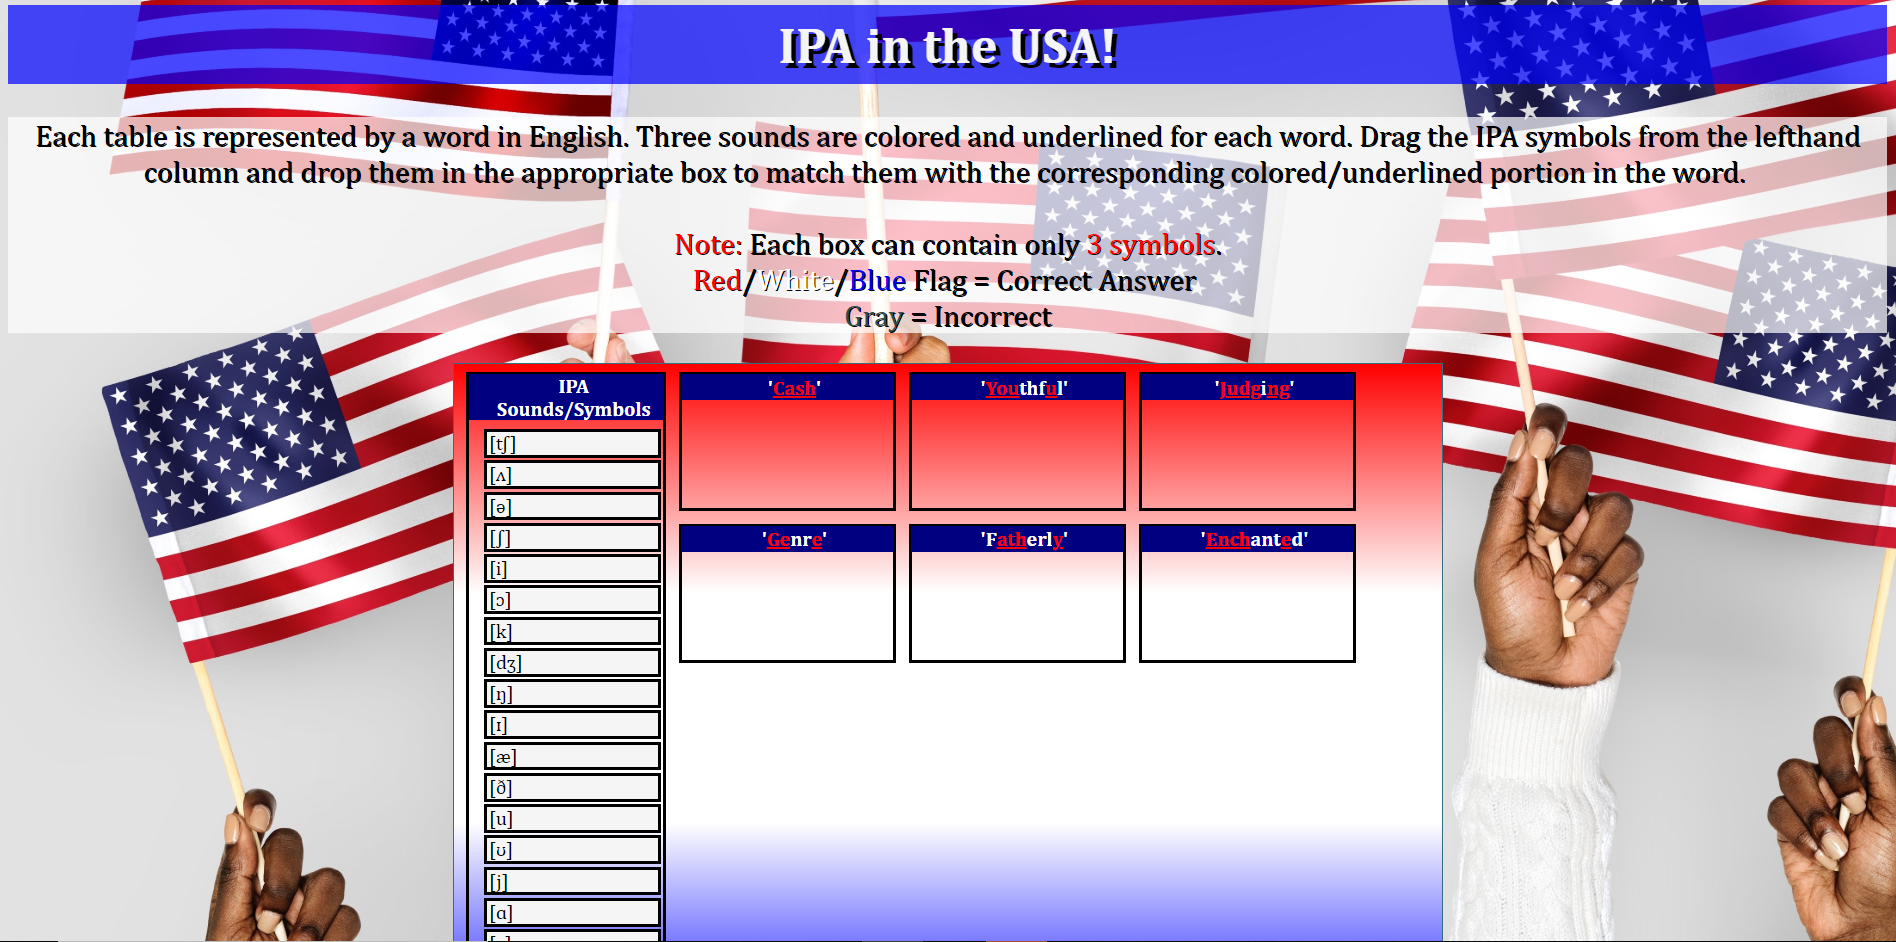 IPA in the USA!
Each table is represented by a word in English. Three sounds are colored and underlined for each word. Drag the IPA symbols from the lefthand
column and drop them in the appropriate box to match them with the corresponding colored/underlined portion in the word.
Note: Each box can contain only 3 symbols.
Red/White/Blue Flag = Correct Answer
Gray = Incorrect
IPA
Sounds/Symbols
[tʃ]
[ʌ]
[ə]
[ʃ]
[i]
[ɔ]
[k]
[dʒ]
[ŋ]
[ɪ]
[æ]
[ð]
[u]
[ʊ]
[j]
[ɑ]
'Cash'
'Youthful'
'Judging'
'Genre'
'Fatherly'
'Enchanted'